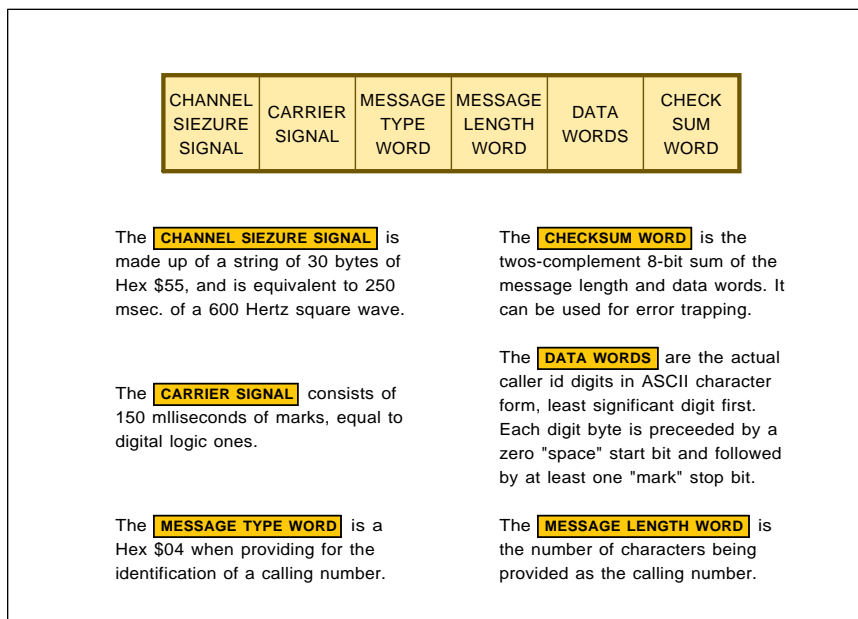 CHANNEL
SIEZURE
SIGNAL
CARRIER
SIGNAL
MESSAGE
TYPE
WORD
MESSAGE
LENGTH
WORD
DATA
WORDS
CHECK
SUM
WORD
The CHANNEL SIEZURE SIGNAL is
made up of a string of 30 bytes of
Hex $55, and is equivalent to 250
msec. of a 600 Hertz square wave.
The CARRIER SIGNAL consists of
150 mlliseconds of marks, equal to
digital logic ones.
The MESSAGE TYPE WORD is a
Hex $04 when providing for the
identification of a calling number.
The CHECKSUM WORD is the
twos-complement 8-bit sum of the
message length and data words. It
can be used for error trapping.
The DATA WORDS are the actual
caller id digits in ASCII character
form, least significant digit first.
Each digit byte is preceeded by a
zero "space" start bit and followed
by at least one "mark" stop bit.
The MESSAGE LENGTH WORD is
the number of characters being
provided as the calling number.